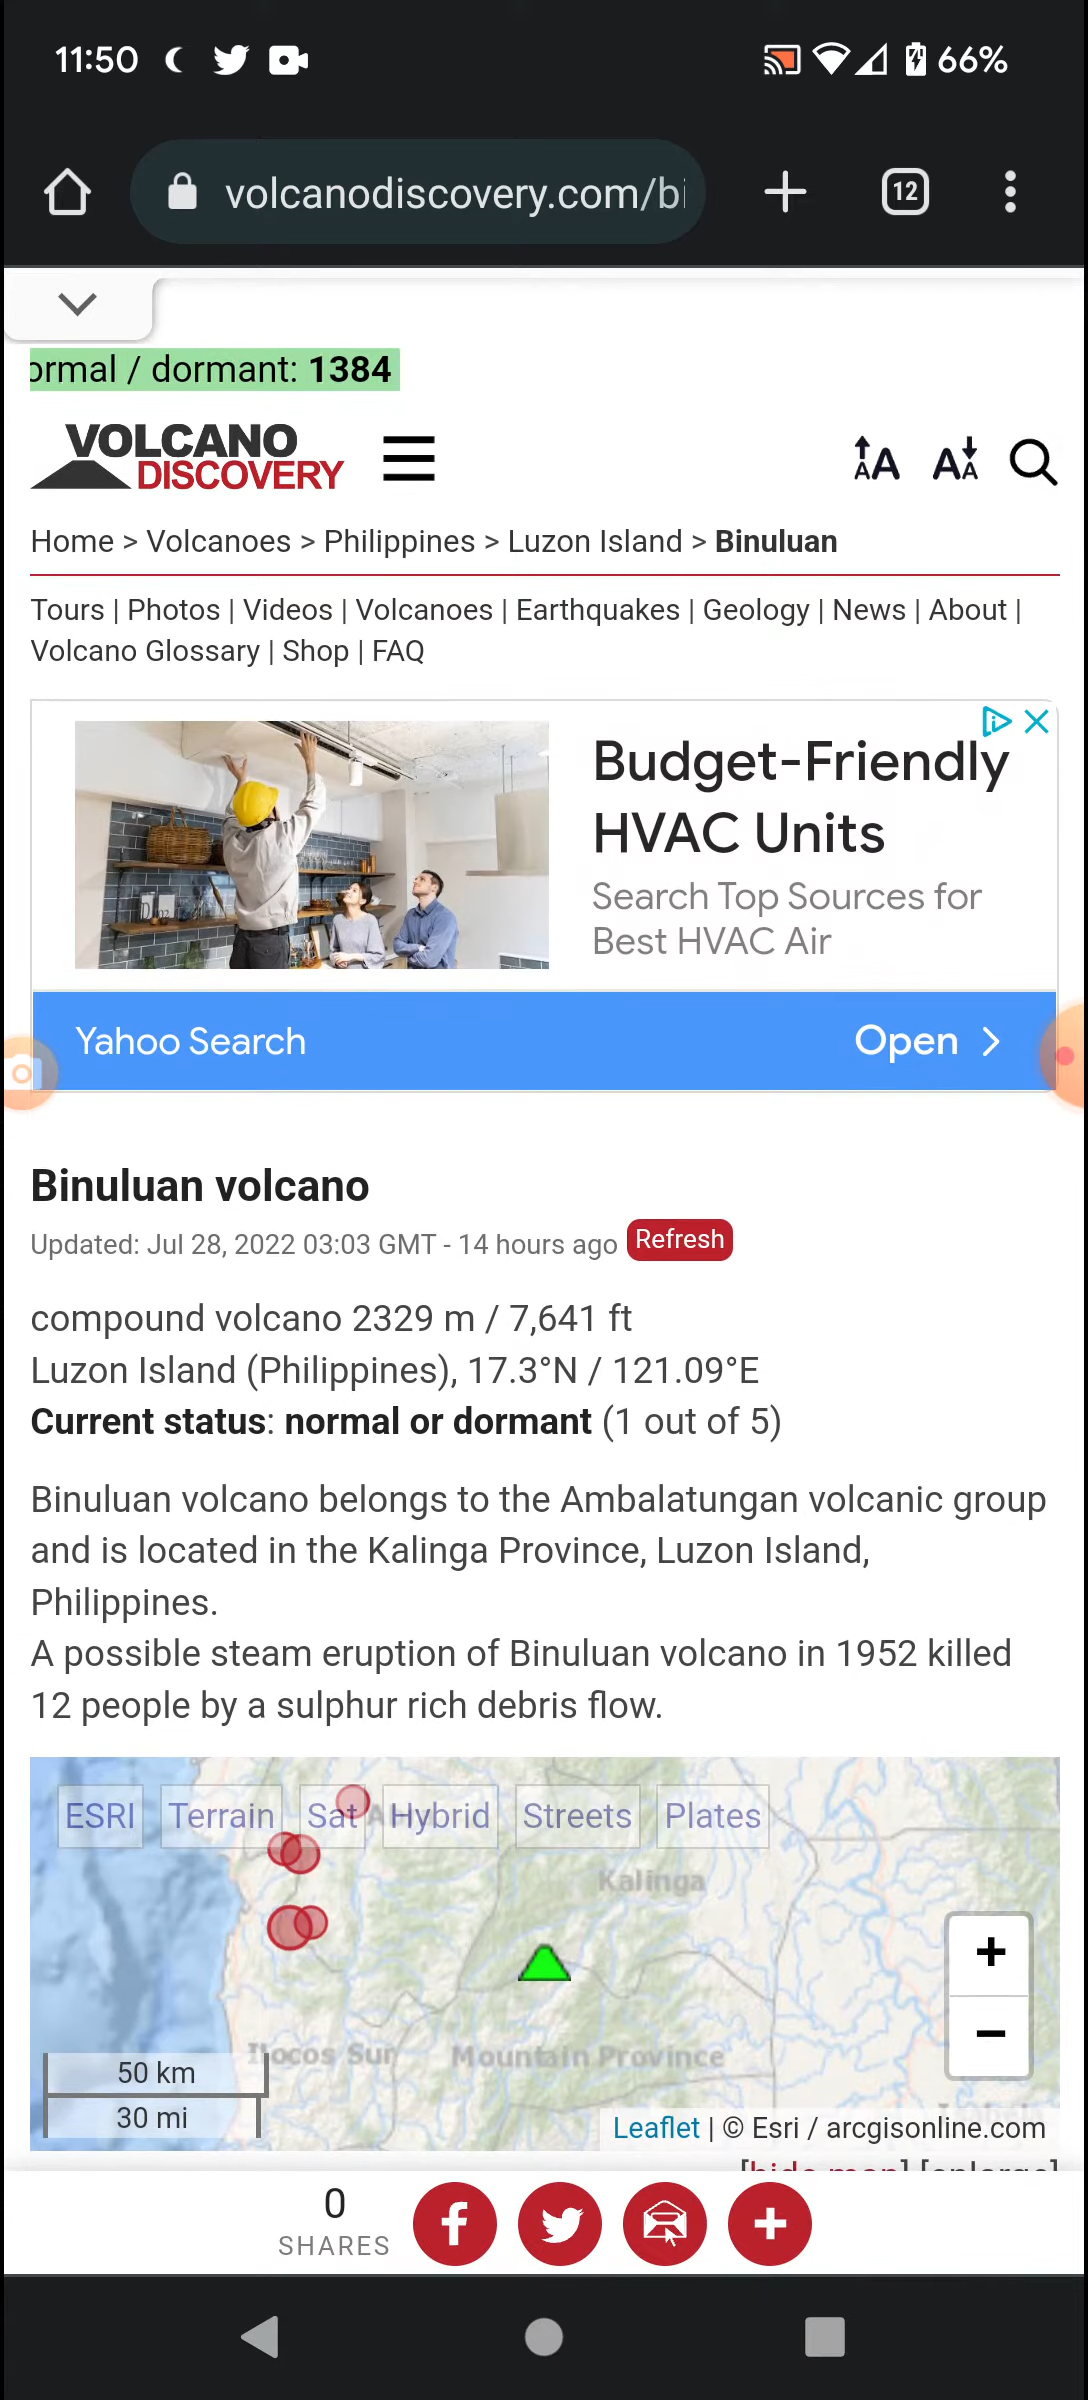 11:50 66%
volcanodiscovery.com/bi 12
ormal / dormant: 1384
VOLCANO
DISCOVERY
A A A A
Home > Volcanoes > Philippines > Luzon Island > Binuluan
Tours | Photos | Videos | Volcanoes | Earthquakes | Geology | News | About |
Volcano Glossary | Shop | FAQ
Budget-Friendly
HVAC Units
Search Top Sources for
Best HVAC Air
Yahoo Search Open
Binuluan volcano
Updated: Jul 28, 2022 03:03 GMT - 14 hours ago Refresh
compound volcano 2329 m / 7,641 ft
Luzon Island (Philippines), 17.3°N / 121.09°E
Current status: normal or dormant (1 out of 5)
Binuluan volcano belongs to the Ambalatungan volcanic group
and is located in the Kalinga Province, Luzon Island,
Philippines.
A possible steam eruption of Binuluan volcano in 1952 killed
12 people by a sulphur rich debris flow.
ESRI Terrain Sat Hybrid Streets Plates
Kalinga
+
−
Ilocos Sur Mountain Province
50 km
30 mi
Leaflet | © Esri / arcgisonline.com
[hide map] [enlarge]
0
SHARES